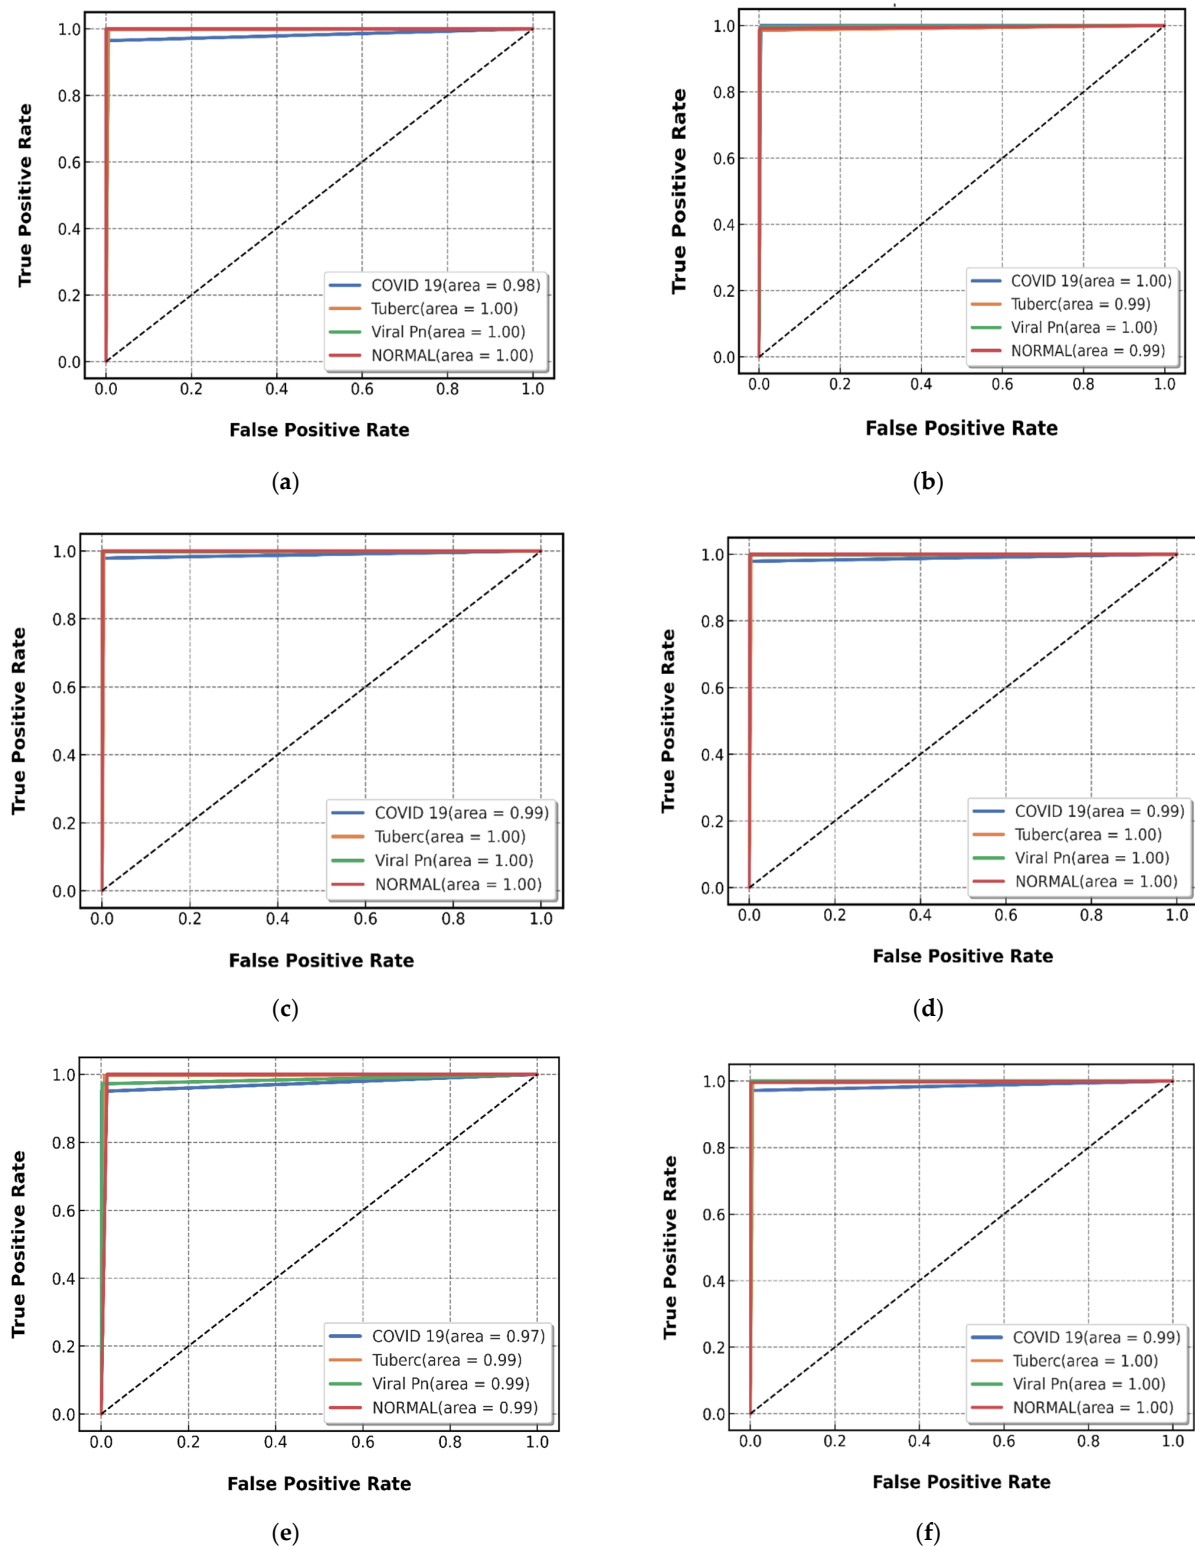 True Positive Rate
1.0
0.8
0.6
0.4
0.2
0.0
COVID 19(area = 0.98)
Tuberc(area = 1.00)
Viral Pn(area = 1.00)
NORMAL(area = 1.00)
0.0 0.2 0.4 0.6 0.8 1.0
False Positive Rate
(a)
True Positive Rate
1.0
0.8
0.6
0.4
0.2
0.0
COVID 19(area = 1.00)
Tuberc(area = 0.99)
Viral Pn(area = 1.00)
NORMAL(area = 0.99)
0.0 0.2 0.4 0.6 0.8 1.0
False Positive Rate
(b)
True Positive Rate
1.0
0.8
0.6
0.4
0.2
0.0
COVID 19(area = 0.99)
Tuberc(area = 1.00)
Viral Pn(area = 1.00)
NORMAL(area = 1.00)
0.0 0.2 0.4 0.6 0.8 1.0
False Positive Rate
(c)
True Positive Rate
1.0
0.8
0.6
0.4
0.2
0.0
COVID 19(area = 0.99)
Tuberc(area = 1.00)
Viral Pn(area = 1.00)
NORMAL(area = 1.00)
0.0 0.2 0.4 0.6 0.8 1.0
False Positive Rate
(d)
True Positive Rate
1.0
0.8
0.6
0.4
0.2
0.0
COVID 19(area = 0.97)
Tuberc(area = 0.99)
Viral Pn(area = 0.99)
NORMAL(area = 0.99)
0.0 0.2 0.4 0.6 0.8 1.0
False Positive Rate
(e)
True Positive Rate
1.0
0.8
0.6
0.4
0.2
0.0
COVID 19(area = 0.99)
Tuberc(area = 1.00)
Viral Pn(area = 1.00)
NORMAL(area = 1.00)
0.0 0.2 0.4 0.6 0.8 1.0
False Positive Rate
(f)